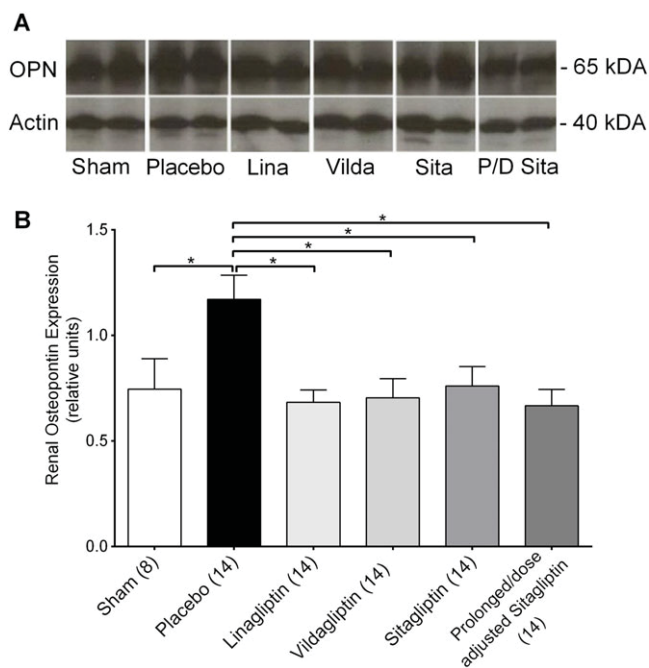 A
OPN
- 65 kDA
Actin
- 40 kDA
Sham Placebo Lina Vilda Sita P/D Sita
B
Renal Osteopontin Expression
(relative units)
1.5
1.0
0.5
0.0
*
*
*
* *
Sham (8)
Placebo (14)
Linagliptin (14)
Vildagliptin (14)
Sitagliptin (14)
Prolonged/dose
adjusted Sitagliptin
(14)